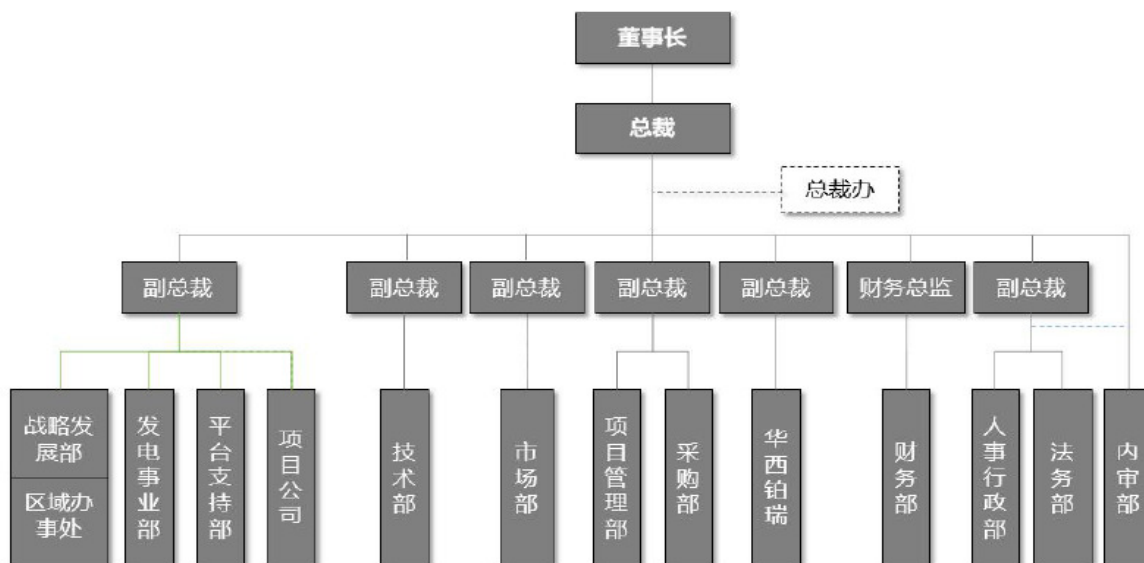 董事长
总裁
总裁办
副总裁
副总裁
副总裁
副总裁
副总裁
财务总监
副总裁
战略发
展部
区域办
事处
发电事业部
平台支持部
项目公司
技术部
市场部
项目管理部
采购部
华西铂瑞
财务部
人事行政部
法务部
内审部